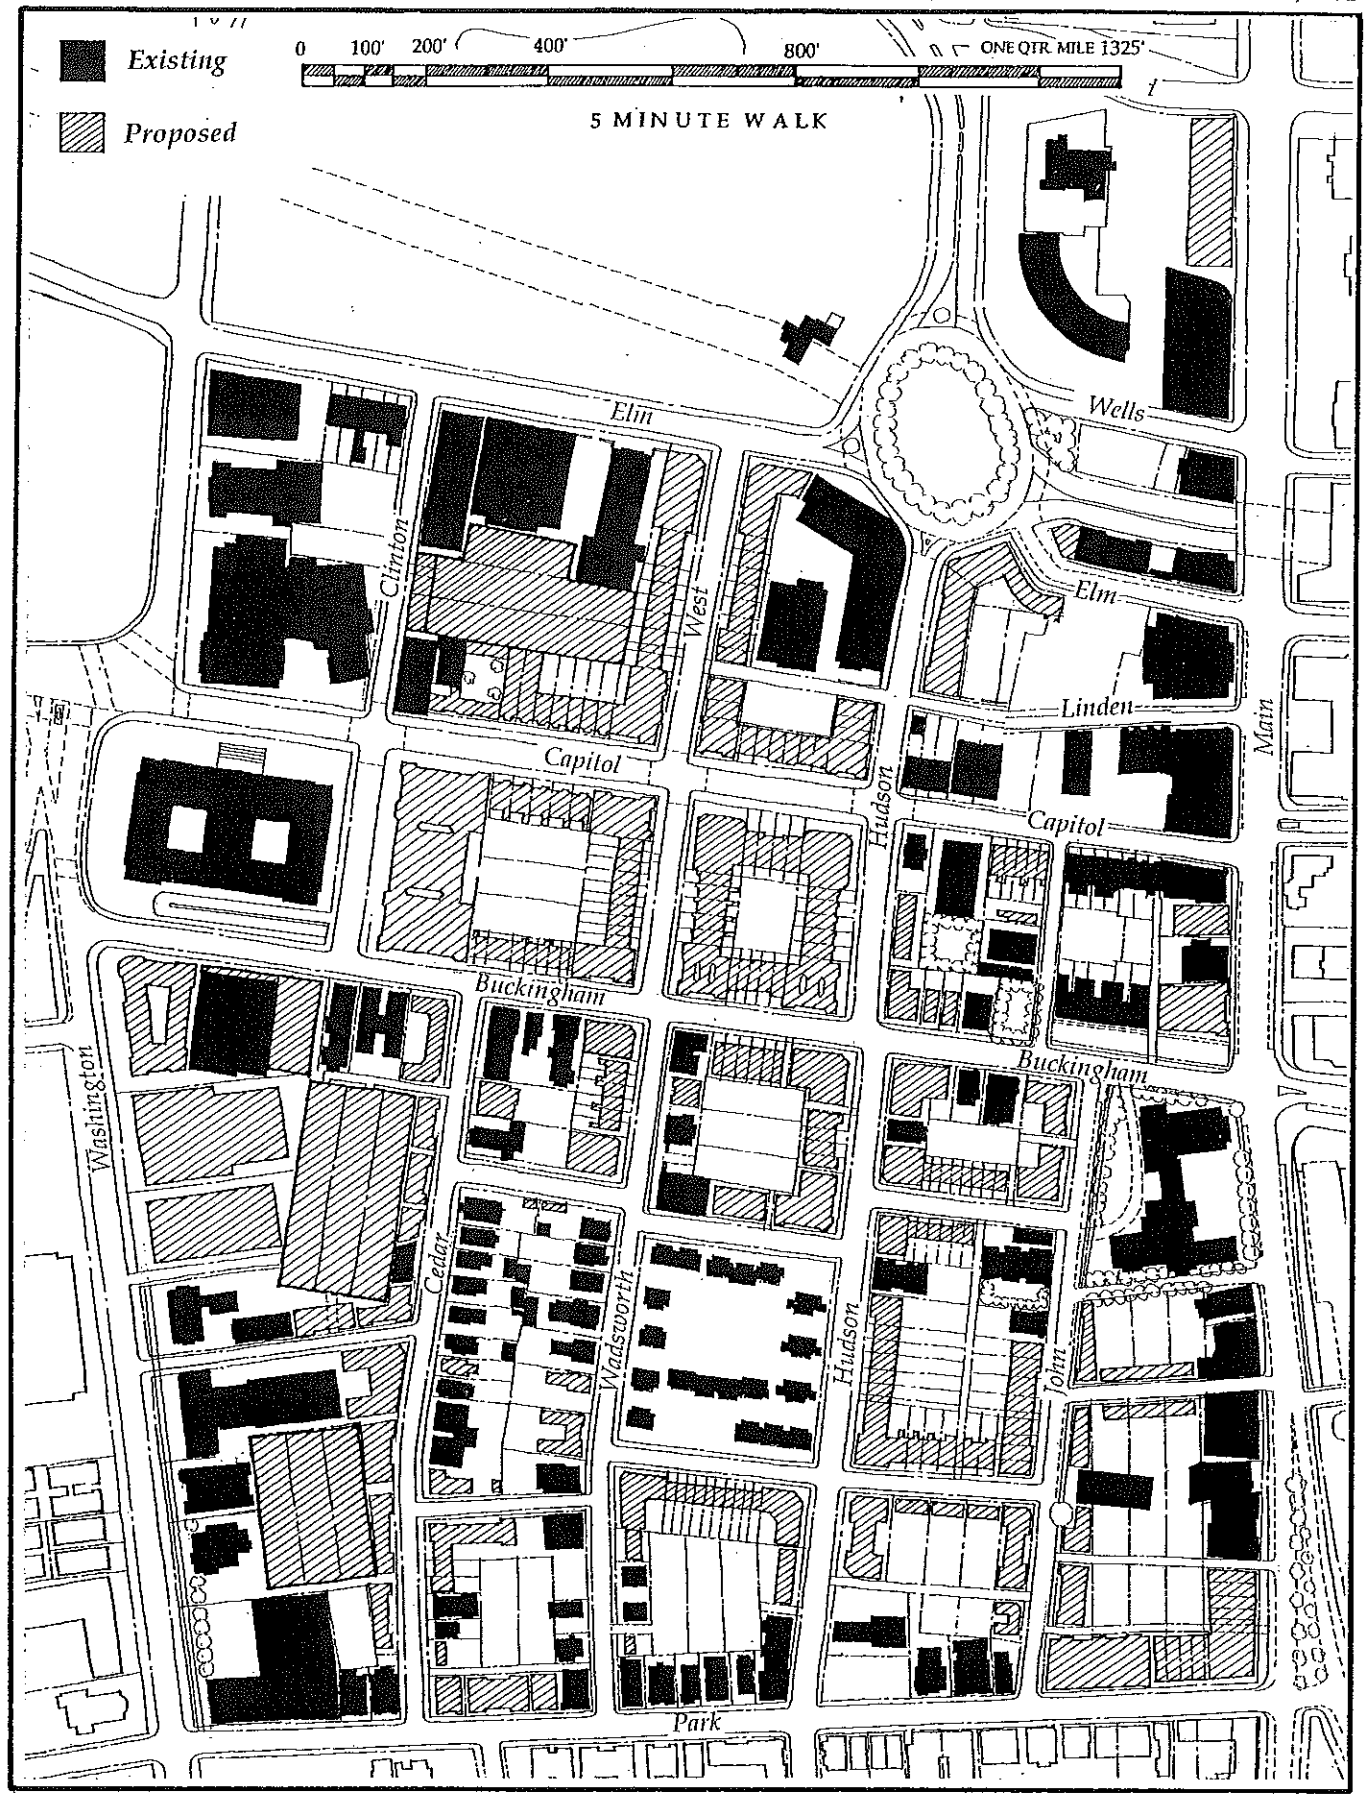 Existing
0 100' 200' 400' 800' ONE QTR. MILE 1325'
5 MINUTE WALK
Proposed
Elm
Wells
Clinton
West
Elm
Linden
Main
Capitol
Hudson
Capitol
Buckingham
Buckingham
Washington
Cedar
Wadsworth
Hudson
John
Park